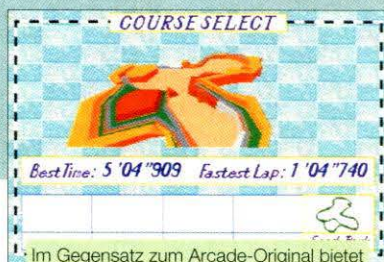 COURSE SELECT
Best Time: 5'04"909 Fastest Lap: 1'04"740
Im Gegensatz zum Arcade-Original bietet